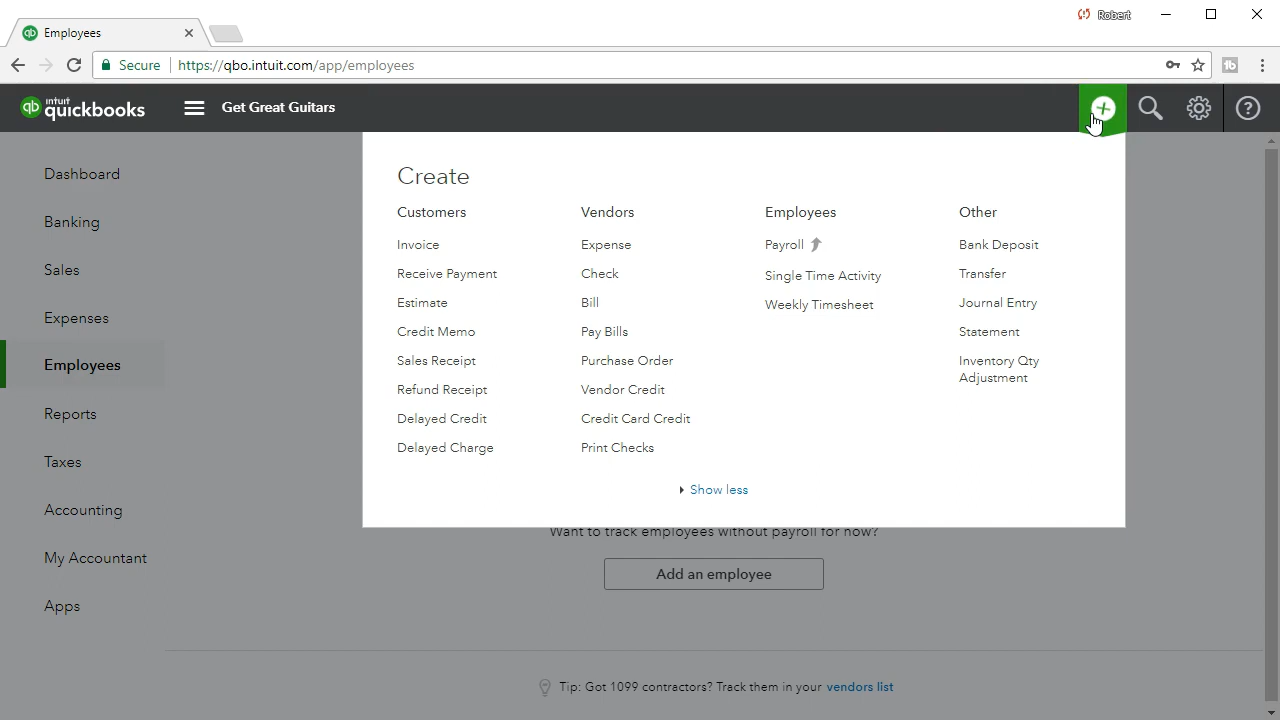 Employees
Robert
Secure
https://qbo.intuit.com/app/employees
qb
intuit
quickbooks
Get Great Guitars
Dashboard
Banking
Sales
Expenses
Employees
Reports
Taxes
Accounting
My Accountant
Apps
Create
Customers
Invoice
Receive Payment
Estimate
Credit Memo
Sales Receipt
Refund Receipt
Delayed Credit
Delayed Charge
Vendors
Expense
Check
Bill
Pay Bills
Purchase Order
Vendor Credit
Credit Card Credit
Print Checks
Employees
Payroll
Single Time Activity
Weekly Timesheet
Other
Bank Deposit
Transfer
Journal Entry
Statement
Inventory Qty
Adjustment
Show less
Want to track employees without payroll for now?
Add an employee
Tip: Got 1099 contractors? Track them in your vendors list